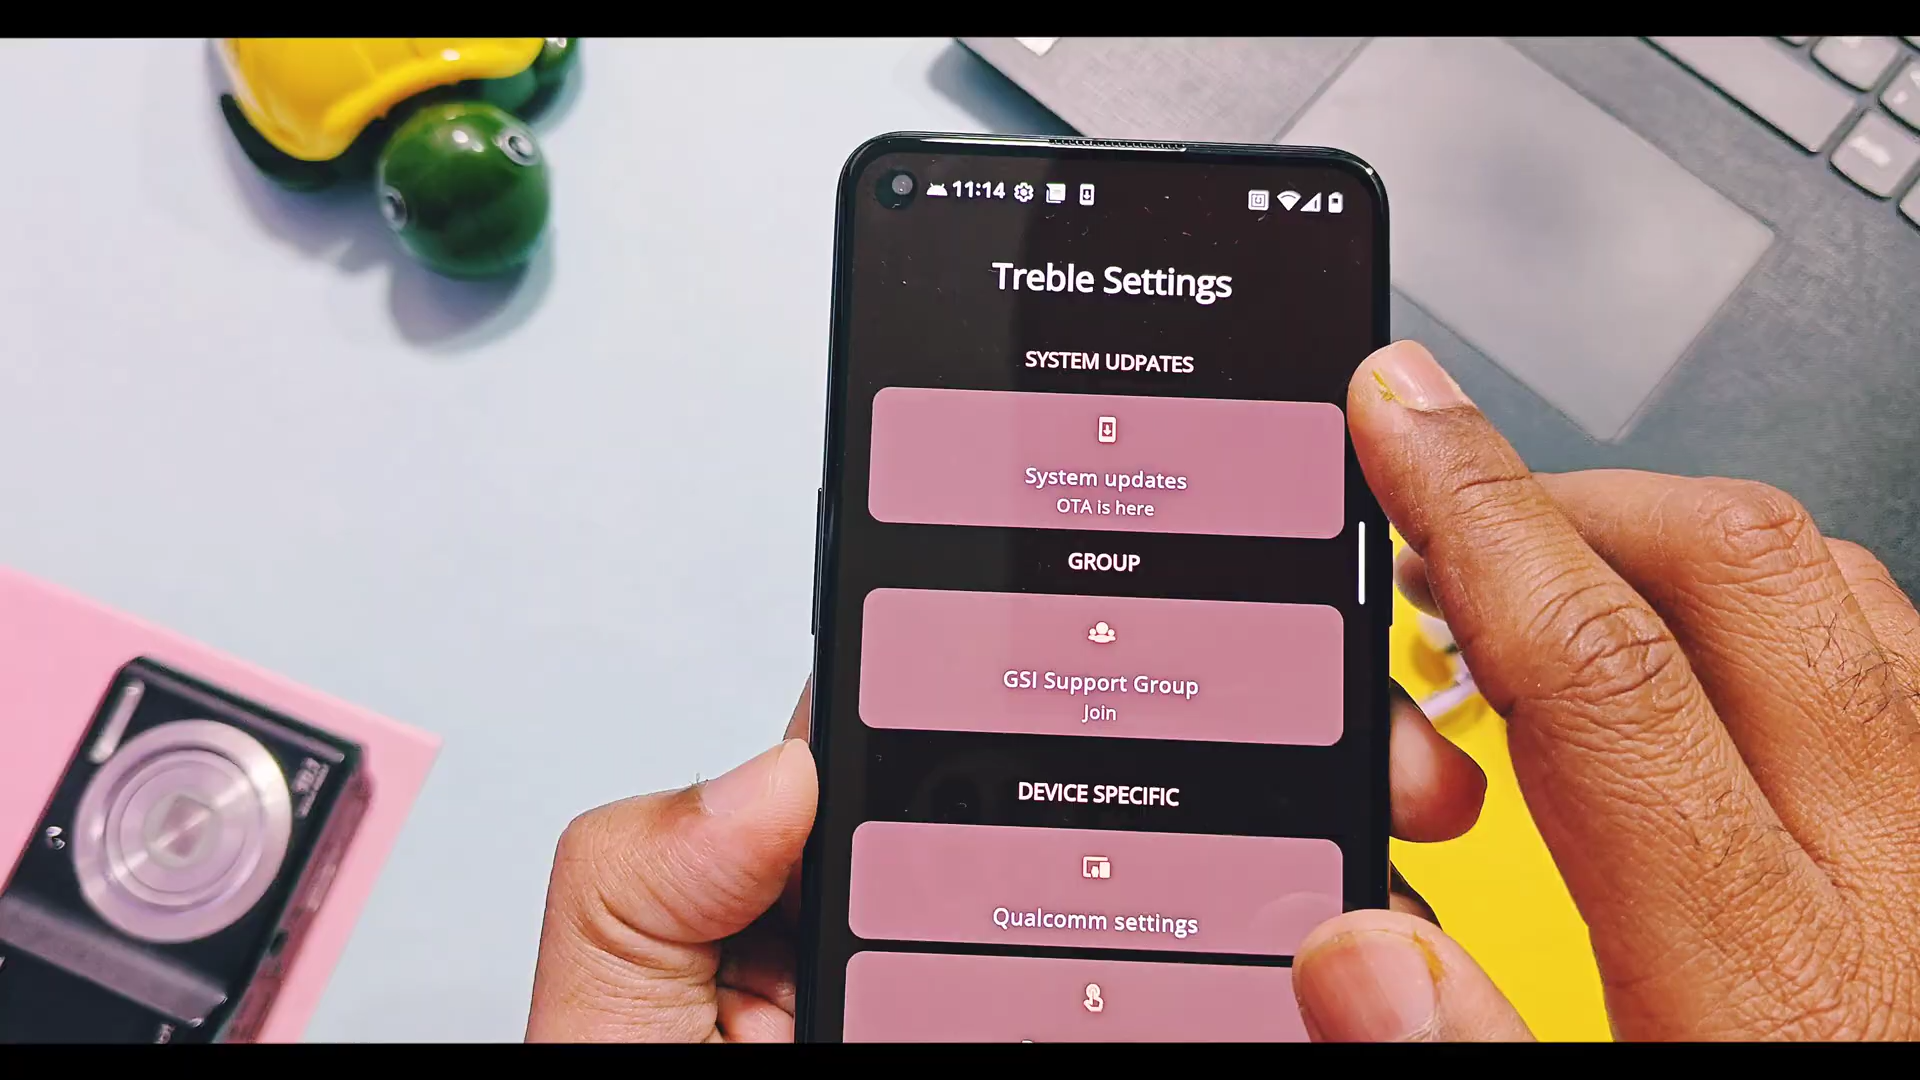 11:14
Treble Settings
SYSTEM UDPATES
System updates
OTA is here
GROUP
GSI Support Group
Join
DEVICE SPECIFIC
Qualcomm settings